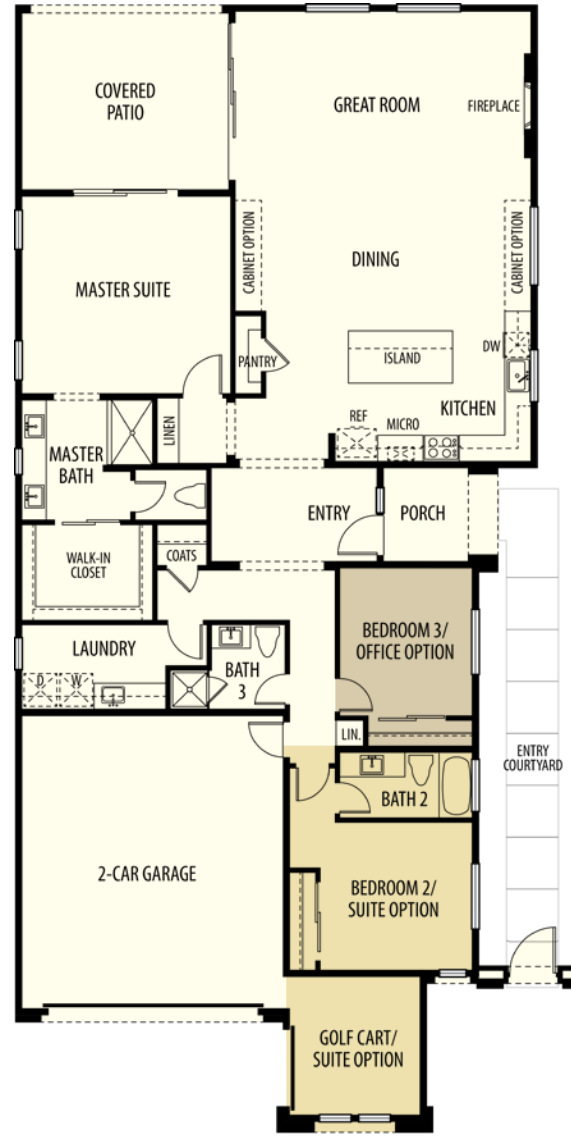 COVERED
PATIO
GREAT ROOM
FIREPLACE
MASTER SUITE
CABINET OPTION
DINING
CABINET OPTION
PANTRY
ISLAND
DW
LINEN
REF
MICRO
KITCHEN
MASTER
BATH
ENTRY
PORCH
COATS
WALK-IN
CLOSET
LAUNDRY
D
W
BATH
3
BEDROOM 3/
OFFICE OPTION
LIN.
ENTRY
COURTYARD
BATH 2
2-CAR GARAGE
BEDROOM 2/
SUITE OPTION
GOLF CART/
SUITE OPTION